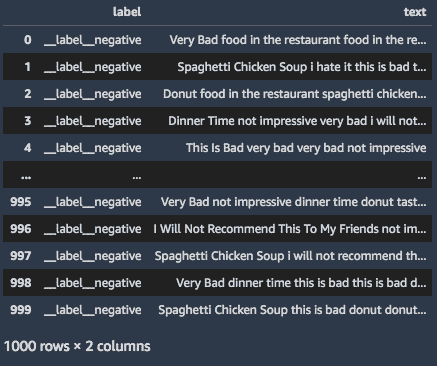 label text
0 __label__negative Very Bad food in the restaurant food in the re...
1 __label__negative Spaghetti Chicken Soup i hate it this is bad t...
2 __label__negative Donut food in the restaurant spaghetti chicken...
3 __label__negative Dinner Time not impressive very bad i will not...
4 __label__negative This Is Bad very bad very bad not impressive
... ... ...
995 __label__negative Very Bad not impressive dinner time donut tast...
996 __label__negative I Will Not Recommend This To My Friends not im...
997 __label__negative Spaghetti Chicken Soup i will not recommend th...
998 __label__negative Very Bad dinner time this is bad this is bad d...
999 __label__negative Spaghetti Chicken Soup this is bad donut donut...
1000 rows × 2 columns